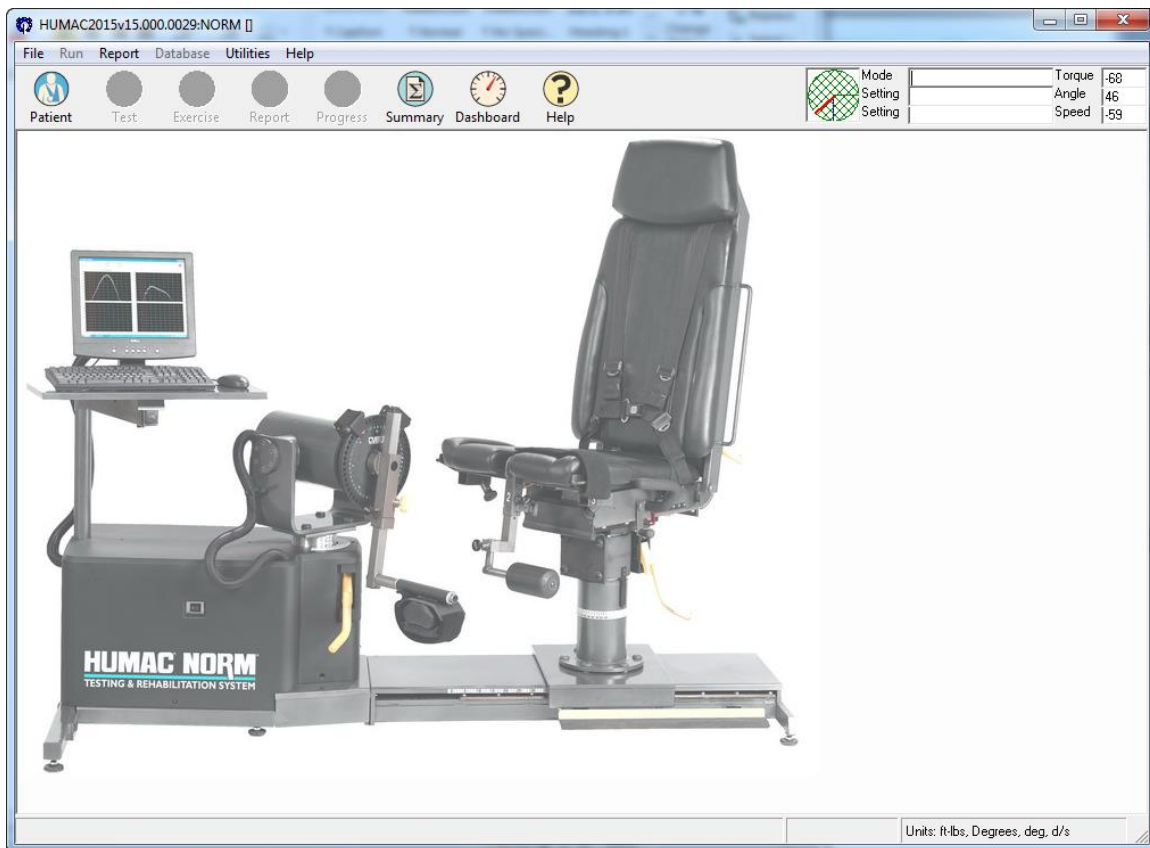 HUMAC2015v15.000.0029:NORM []
File Run Report Database Utilities Help
Patient Test Exercise Report Progress Summary Dashboard Help
Mode Torque -68
Setting Angle 46
Setting Speed -59
HUMAC NORM
TESTING & REHABILITATION SYSTEM
Units: ft-lbs, Degrees, deg, d/s